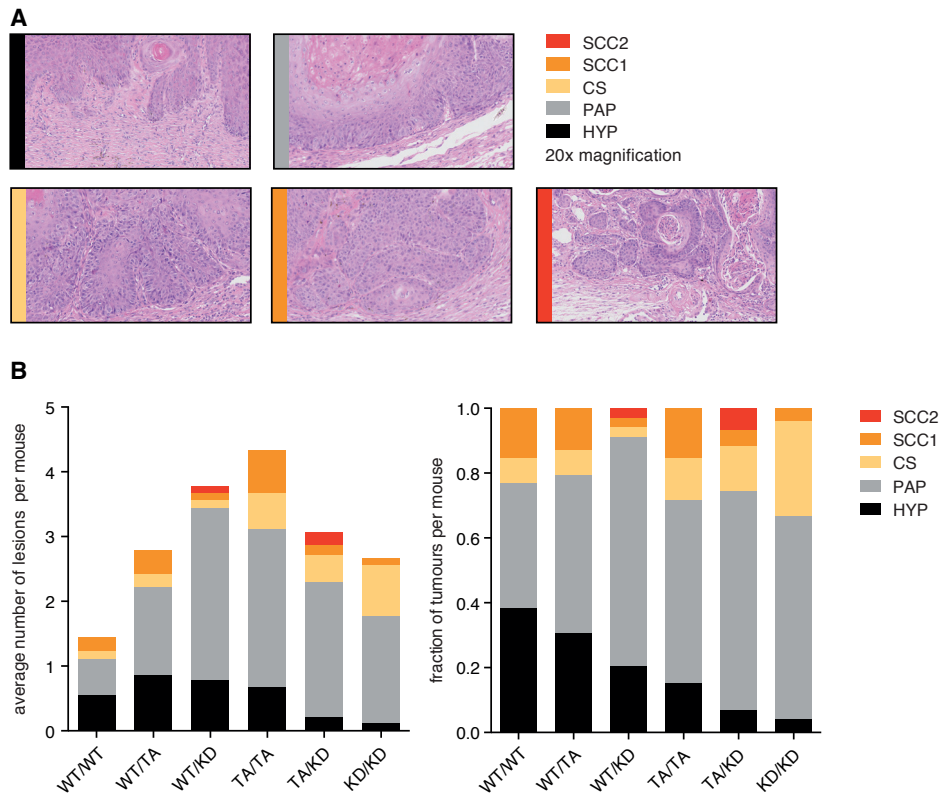 A
SCC2
SCC1
CS
PAP
HYP
20x magnification
B
average number of lesions per mouse
5
4
3
2
1
0
WT/WT
WT/TA
WT/KD
TA/TA
TA/KD
KD/KD
fraction of tumours per mouse
1.0
0.8
0.6
0.4
0.2
0.0
WT/WT
WT/TA
WT/KD
TA/TA
TA/KD
KD/KD
SCC2
SCC1
CS
PAP
HYP